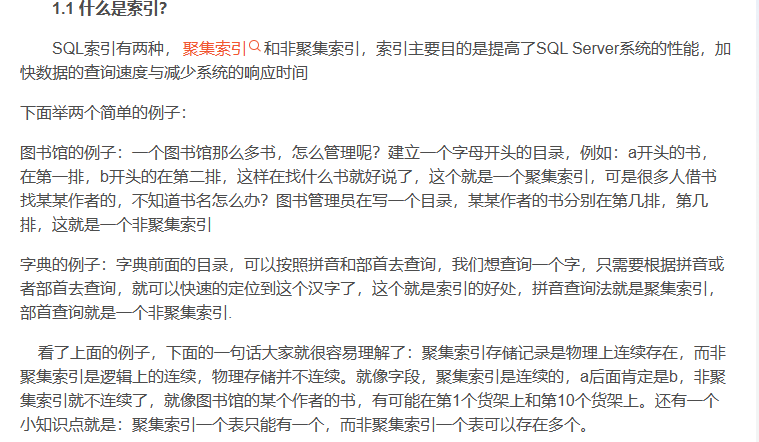 1.1 什么是索引?
SQL索引有两种，聚集索引和非聚集索引，索引主要目的是提高了SQL Server系统的性能，加
快数据的查询速度与减少系统的响应时间
下面举两个简单的例子：
图书馆的例子：一个图书馆那么多书，怎么管理呢？建立一个字母开头的目录，例如：a开头的书，
在第一排，b开头的在第二排，这样在找什么书就好说了，这个就是一个聚集索引，可是很多人借书
找某某作者的，不知道书名怎么办？图书管理员在写一个目录，某某作者的书分别在第几排，第几
排，这就是一个非聚集索引
字典的例子：字典前面的目录，可以按照拼音和部首去查询，我们想查询一个字，只需要根据拼音或
者部首去查询，就可以快速的定位到这个汉字了，这个就是索引的好处，拼音查询法就是聚集索引，
部首查询就是一个非聚集索引.
看了上面的例子，下面的一句话大家就很容易理解了：聚集索引存储记录是物理上连续存在，而非
聚集索引是逻辑上的连续，物理存储并不连续。就像字段，聚集索引是连续的，a后面肯定是b，非聚
集索引就不连续了，就像图书馆的某个作者的书，有可能在第1个货架上和第10个货架上。还有一个
小知识点就是：聚集索引一个表只能有一个，而非聚集索引一个表可以存在多个。